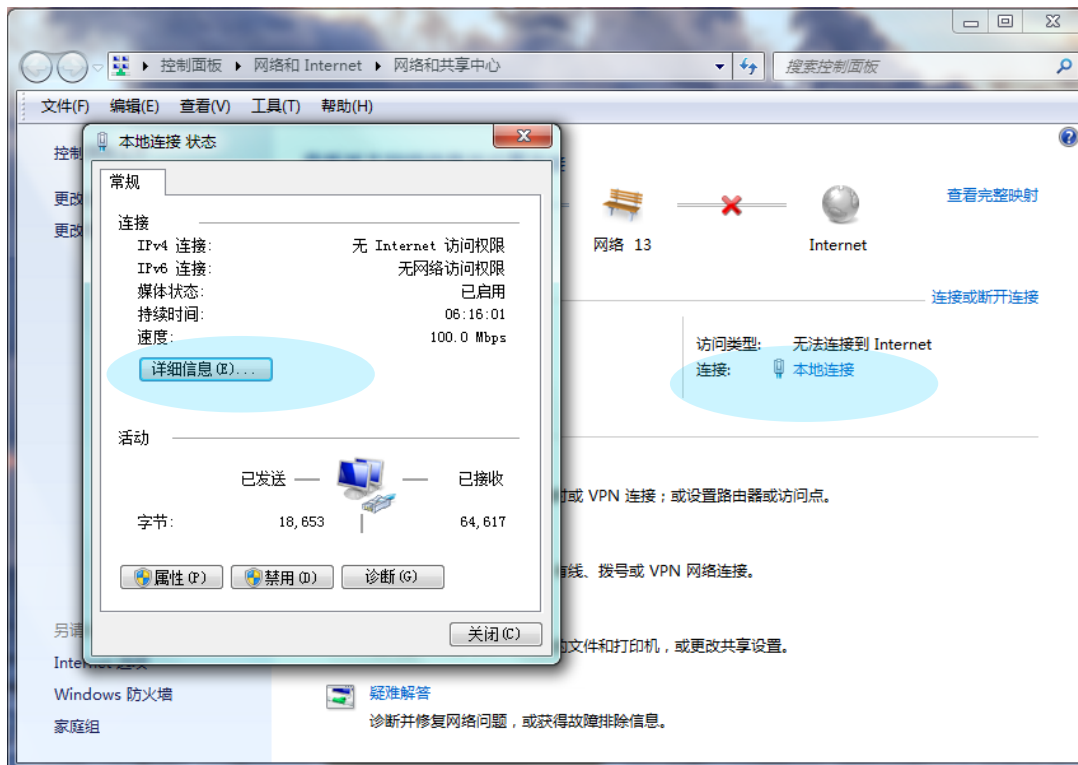 控制面板 ▸ 网络和 Internet ▸ 网络和共享中心
搜索控制面板
文件(F) 编辑(E) 查看(V) 工具(T) 帮助(H)
控制
更改
更改
本地连接 状态
常规
连接
IPv4 连接: 无 Internet 访问权限
IPv6 连接: 无网络访问权限
媒体状态: 已启用
持续时间: 06:16:01
速度: 100.0 Mbps
详细信息(E)...
活动
已发送 已接收
字节: 18,653 64,617
属性(P) 禁用(D) 诊断(G)
关闭(C)
查看完整映射
网络 13 Internet
连接或断开连接
访问类型: 无法连接到 Internet
连接: 本地连接
或 VPN 连接；或设置路由器或访问点。
线、拨号或 VPN 网络连接。
文件和打印机，或更改共享设置。
疑难解答
诊断并修复网络问题，或获得故障排除信息。
另请
Windows 防火墙
家庭组